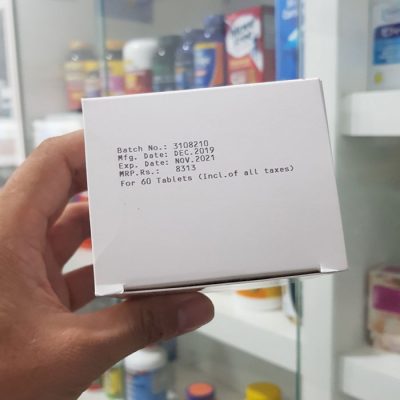 Batch No.: 3108210
Mfg. Date: DEC.2019
Exp. Date: NOV.2021
MRP.Rs.: 8313
For 60 Tablets (Incl.of all taxes)